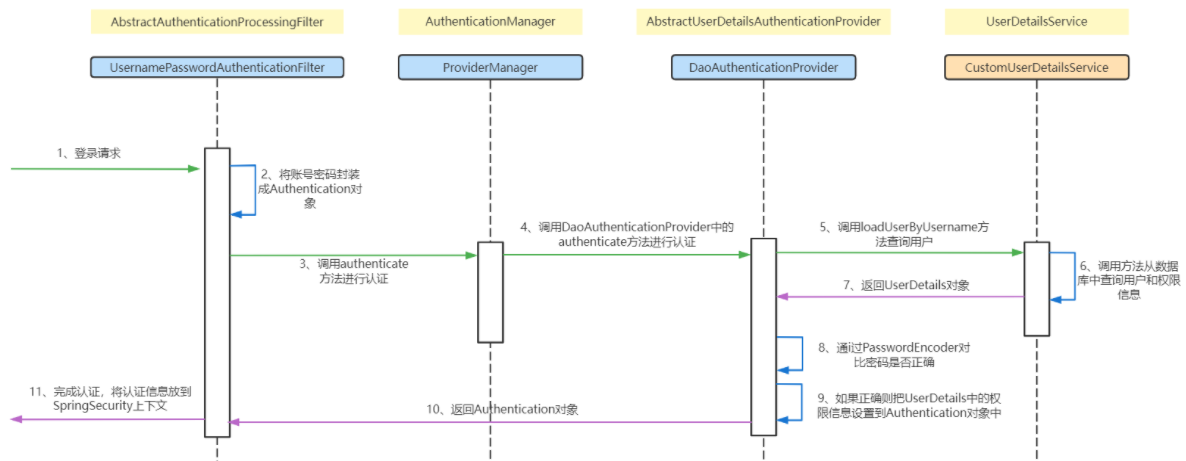 AbstractAuthenticationProcessingFilter
AuthenticationManager
AbstractUserDetailsAuthenticationProvider
UserDetailsService
UsernamePasswordAuthenticationFilter
ProviderManager
DaoAuthenticationProvider
CustomUserDetailsService
1、登录请求
2、将账号密码封装
成Authentication对
象
3、调用authenticate
方法进行认证
4、调用DaoAuthenticationProvider中的
authenticate方法进行认证
5、调用loadUserByUsername方
法查询用户
6、调用方法从数据
库中查询用户和权限
信息
7、返回UserDetails对象
8、通过PasswordEncoder对
比密码是否正确
9、如果正确则把UserDetails中的权
限信息设置到Authentication对象中
10、返回Authentication对象
11、完成认证，将认证信息放到
SpringSecurity上下文